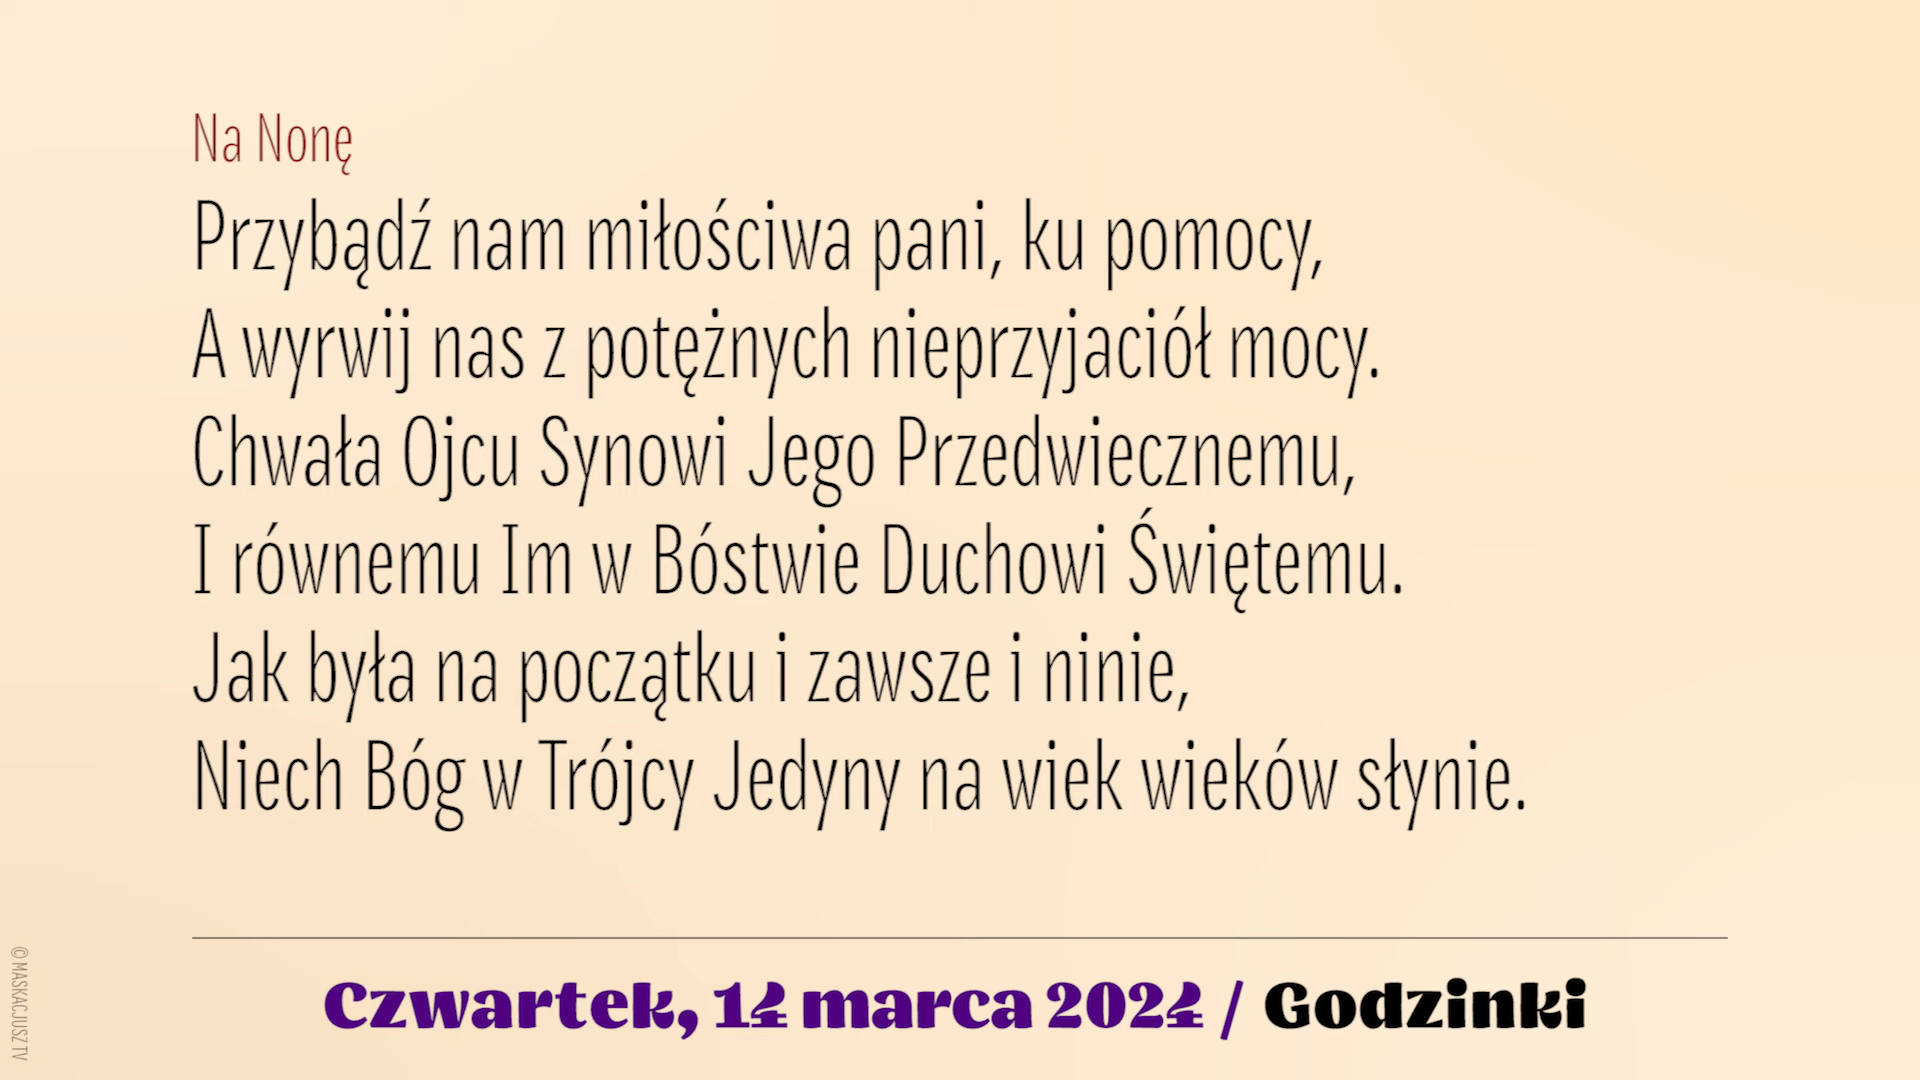 Na Nonę
Przybądź nam miłościwa pani, ku pomocy,
A wyrwij nas z potężnych nieprzyjaciół mocy.
Chwała Ojcu Synowi Jego Przedwiecznemu,
I równemu Im w Bóstwie Duchowi Świętemu.
Jak była na początku i zawsze i ninie,
Niech Bóg w Trójcy Jedyny na wiek wieków słynie.
Czwartek, 14 marca 2024 / Godzinki
© MASKACJUSZ TV